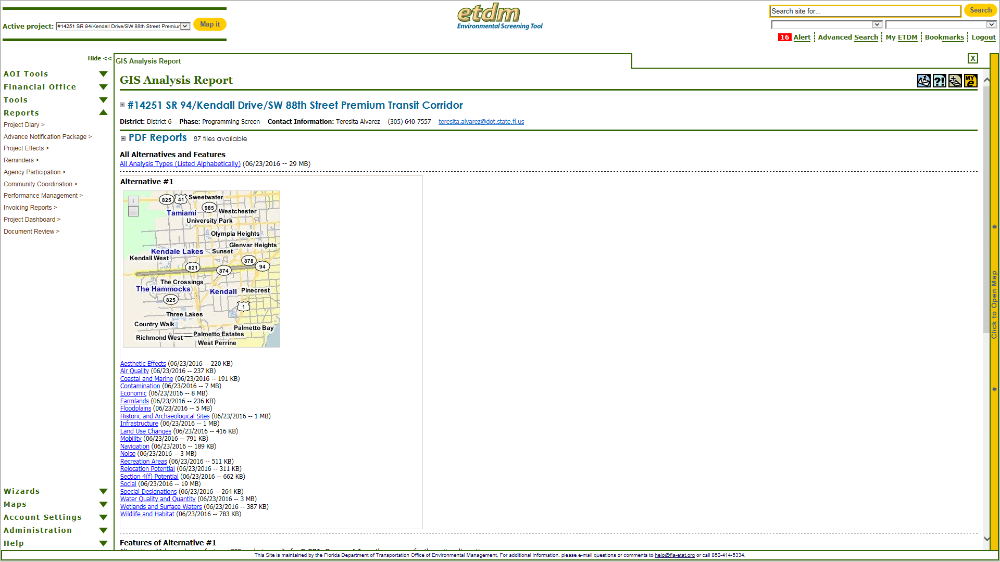 Active project: #14251 SR 94/Kendall Drive/SW 88th Street Premiur Map it
etdm
Environmental Screening Tool
Search site for... Search
16 Alert Advanced Search My ETDM Bookmarks Logout
Hide <<
AOI Tools
Financial Office
Tools
Reports
Project Diary >
Advance Notification Package >
Project Effects >
Reminders >
Agency Participation >
Community Coordination >
Performance Management >
Invoicing Reports >
Project Dashboard >
Document Review >
Wizards
Maps
Account Settings
Administration
Help
GIS Analysis Report X
GIS Analysis Report
?! MY e
#14251 SR 94/Kendall Drive/SW 88th Street Premium Transit Corridor
District: District 6 Phase: Programming Screen Contact Information: Teresita Alvarez (305) 640-7557 teresita.alvarez@dot.state.fl.us
PDF Reports 87 files available
All Alternatives and Features
All Analysis Types (Listed Alphabetically) (06/23/2016 -- 29 MB)
Alternative #1
+
-
825 41 Sweetwater
985
Tamiami Westchester
University Park
Olympia Heights
Glenvar Heights
Kendale Lakes Sunset
Kendall West
878
821 874 94
The Crossings
The Hammocks Kendall Pinecrest
825
1
Three Lakes
Country Walk
Palmetto Bay
Palmetto Estates
Richmond West
West Perrine
Aesthetic Effects (06/23/2016 -- 220 KB)
Air Quality (06/23/2016 -- 237 KB)
Coastal and Marine (06/23/2016 -- 191 KB)
Contamination (06/23/2016 -- 7 MB)
Economic (06/23/2016 -- 8 MB)
Farmlands (06/23/2016 -- 236 KB)
Floodplains (06/23/2016 -- 5 MB)
Historic and Archaeological Sites (06/23/2016 -- 1 MB)
Infrastructure (06/23/2016 -- 1 MB)
Land Use Changes (06/23/2016 -- 416 KB)
Mobility (06/23/2016 -- 791 KB)
Navigation (06/23/2016 -- 189 KB)
Noise (06/23/2016 -- 3 MB)
Recreation Areas (06/23/2016 -- 511 KB)
Relocation Potential (06/23/2016 -- 311 KB)
Section 4(f) Potential (06/23/2016 -- 662 KB)
Social (06/23/2016 -- 19 MB)
Special Designations (06/23/2016 -- 264 KB)
Water Quality and Quantity (06/23/2016 -- 3 MB)
Wetlands and Surface Waters (06/23/2016 -- 387 KB)
Wildlife and Habitat (06/23/2016 -- 783 KB)
Features of Alternative #1
Click to Open Map
This Site is maintained by the Florida Department of Transportation Office of Environmental Management. For additional information, please e-mail questions or comments to help@fla-etat.org or call 850-414-5334.